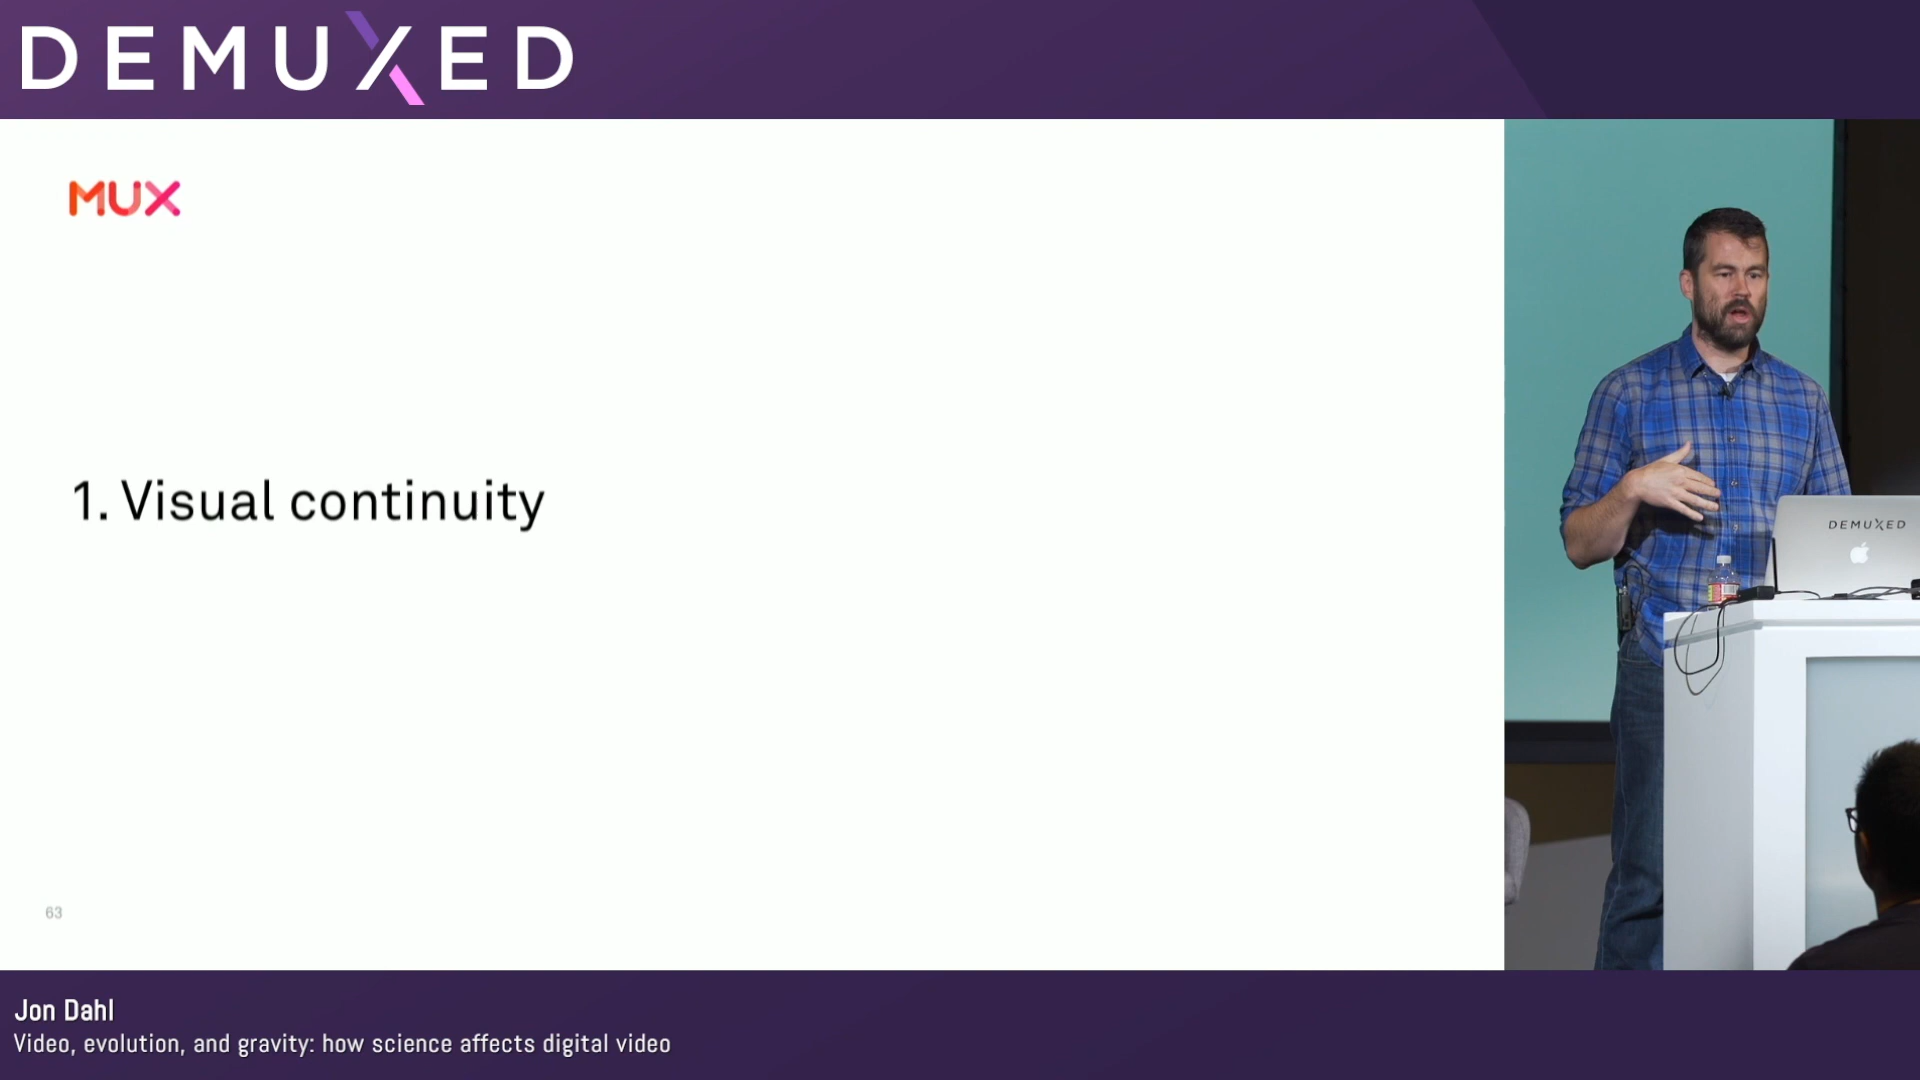 DEMUXED
MUX
1. Visual continuity
DEMUXED
63
Jon Dahl
Video, evolution, and gravity: how science affects digital video